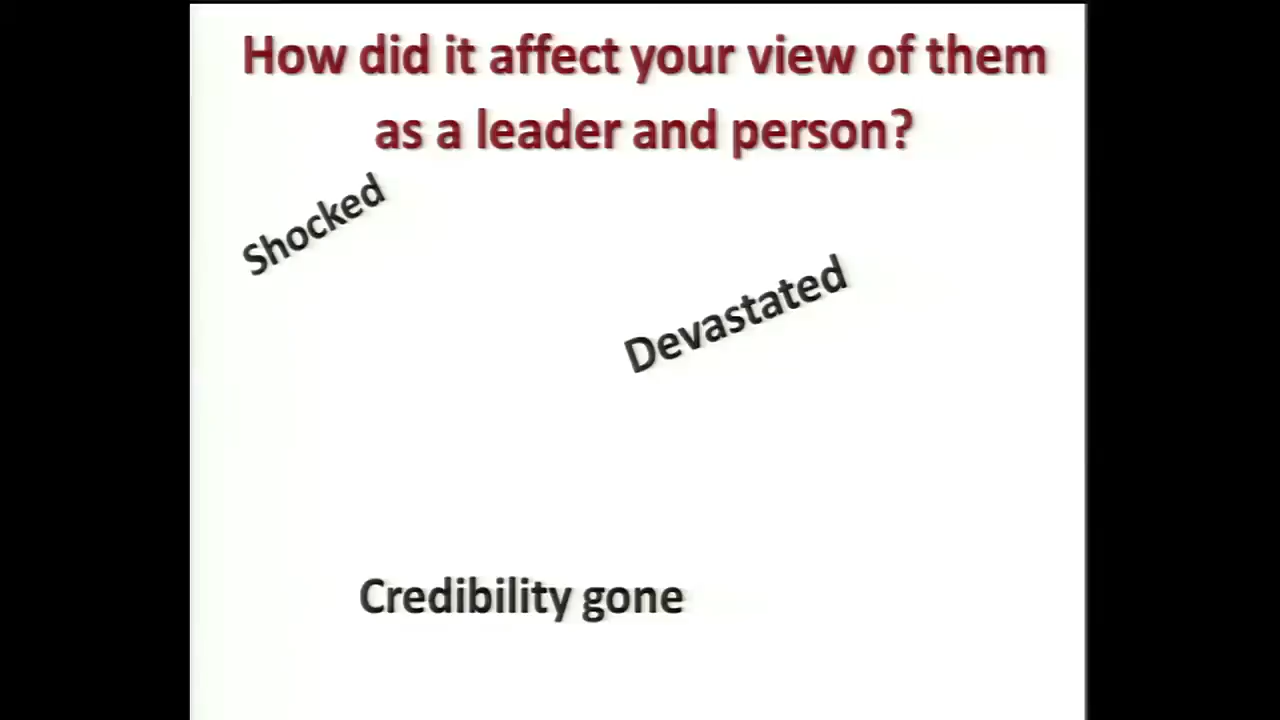 How did it affect your view of them
as a leader and person?
Shocked
Devastated
Credibility gone